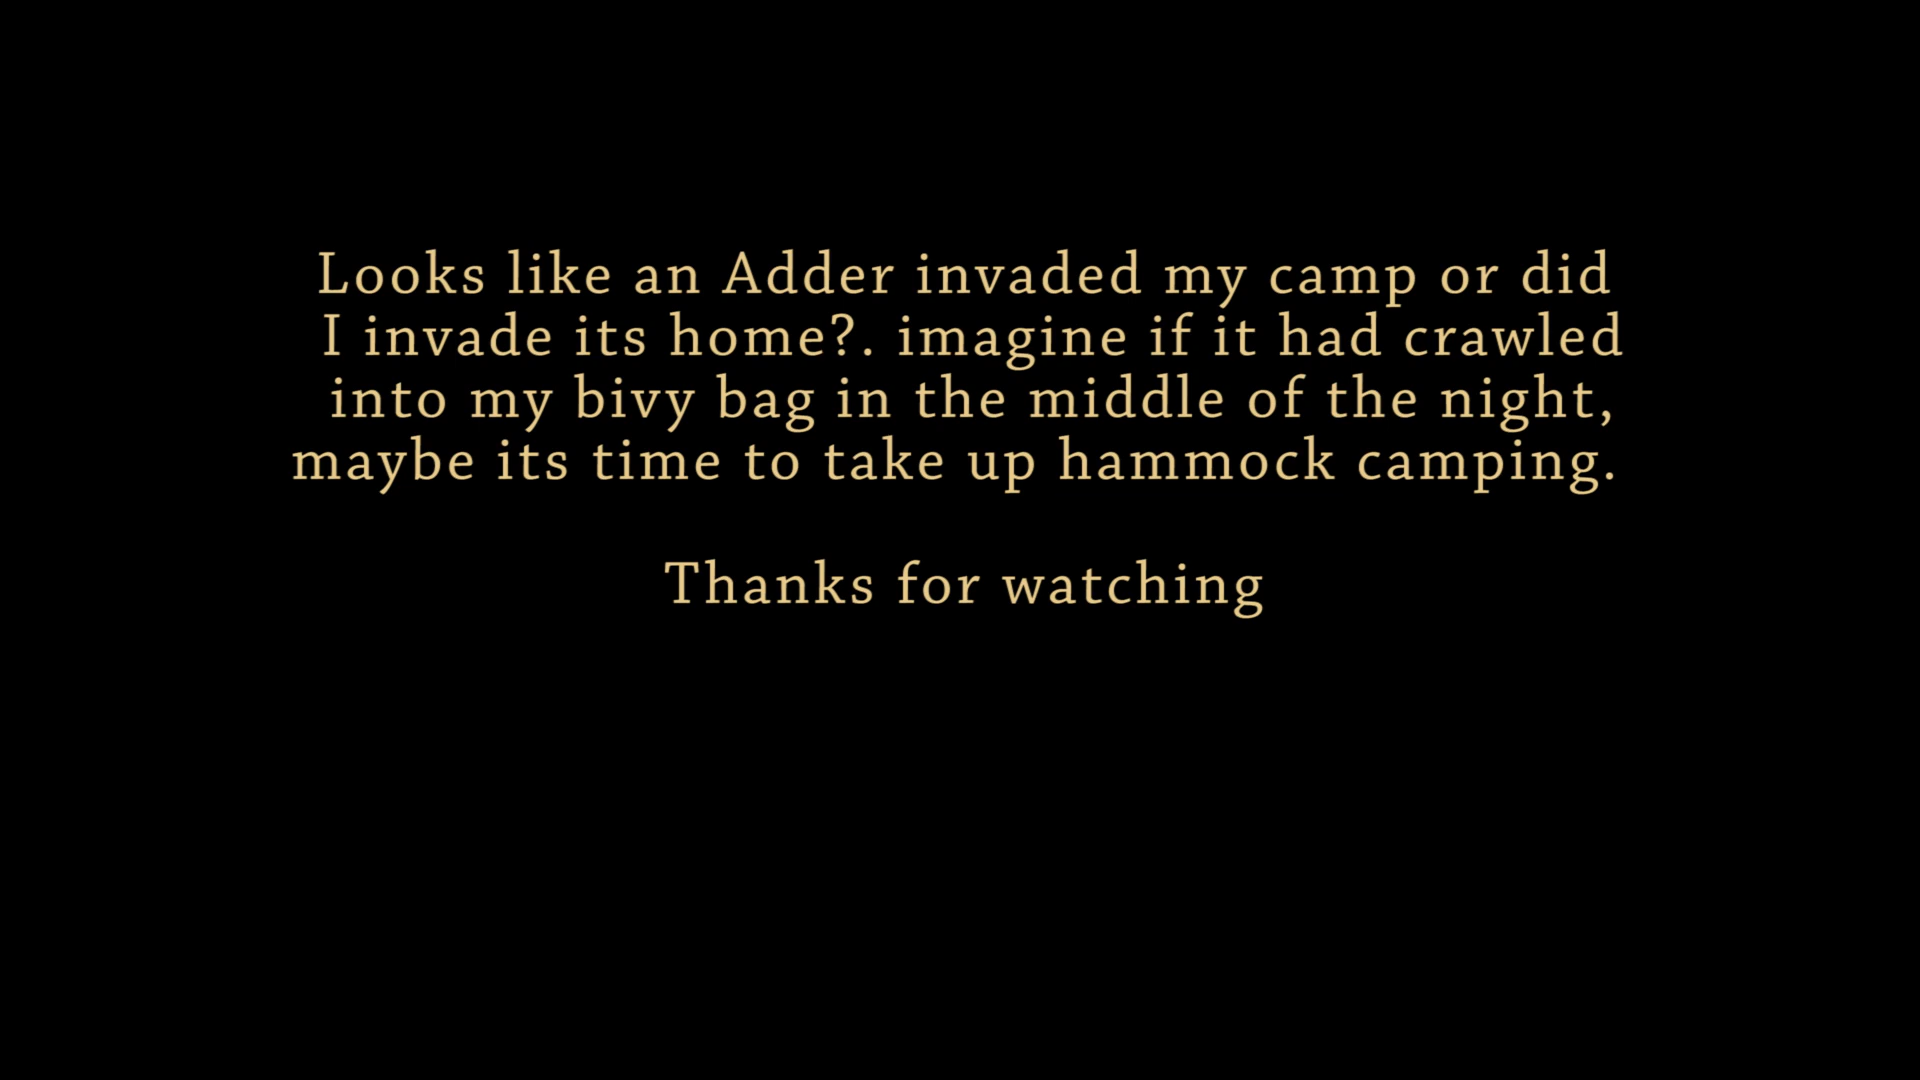 Looks like an Adder invaded my camp or did
I invade its home?. imagine if it had crawled
into my bivy bag in the middle of the night,
maybe its time to take up hammock camping.
Thanks for watching